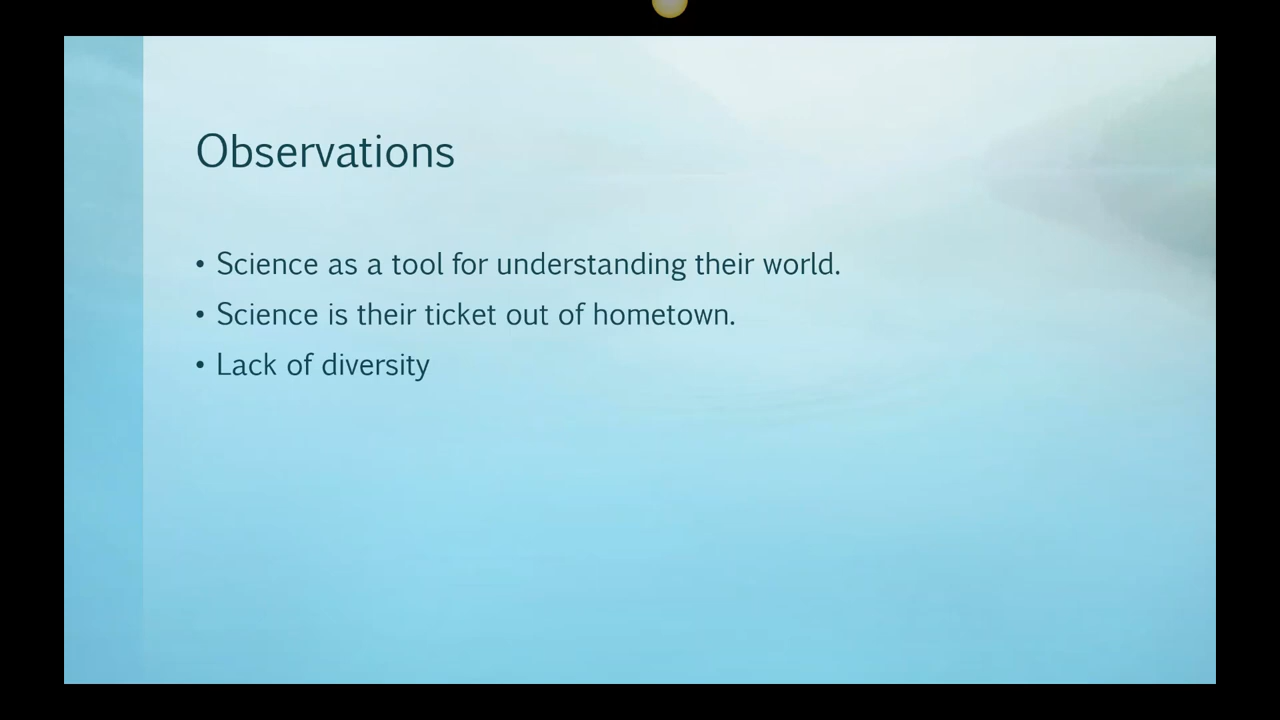 Observations
• Science as a tool for understanding their world.
• Science is their ticket out of hometown.
• Lack of diversity